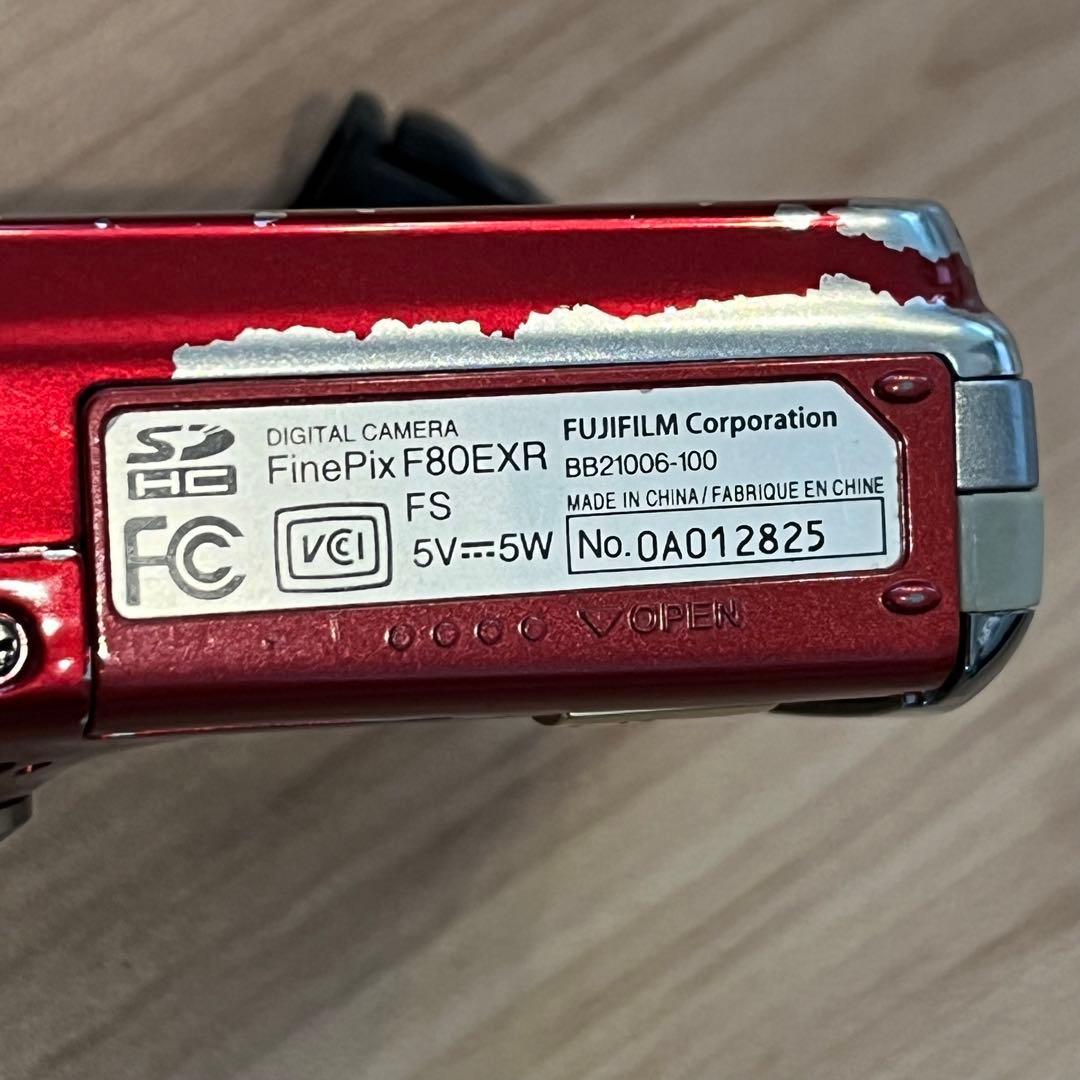 SD
HC
FC
VCI
DIGITAL CAMERA
FinePix F80EXR
FS
5V⎓5W
FUJIFILM Corporation
BB21006-100
MADE IN CHINA / FABRIQUE EN CHINE
No. 0A012825
▽OPEN